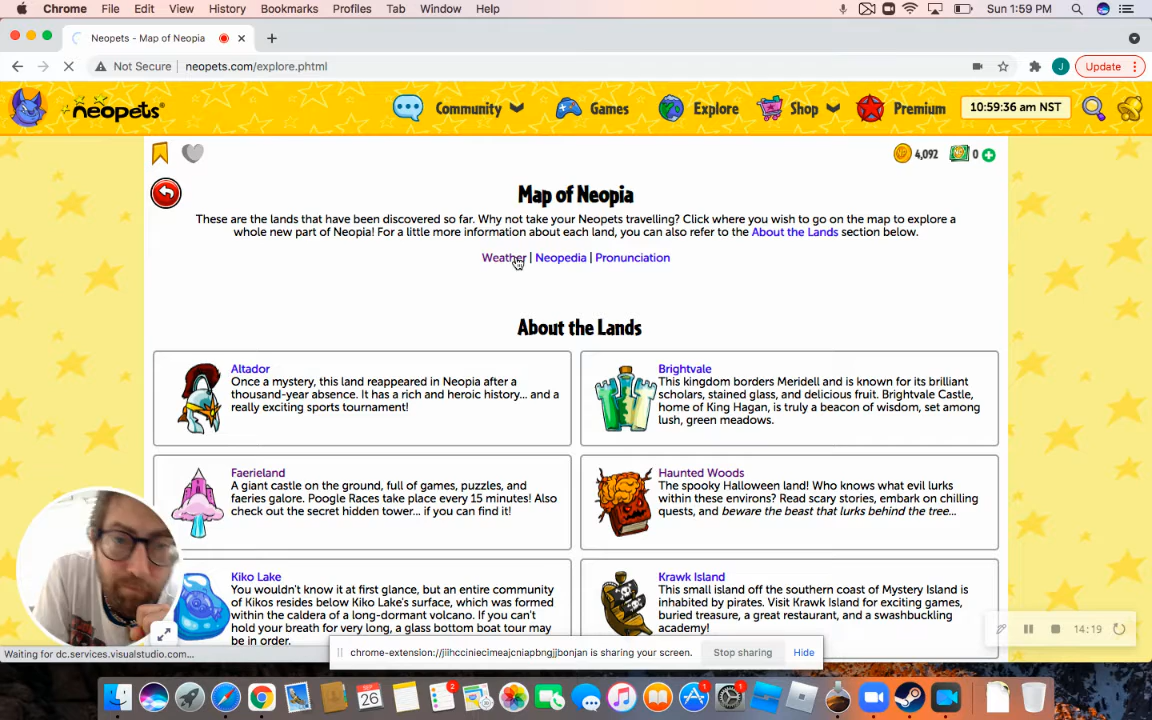 Chrome File Edit View History Bookmarks Profiles Tab Window Help Sun 1:59 PM
Neopets - Map of Neopia
Not Secure neopets.com/explore.phtml J Update
neopets® Community Games Explore Shop Premium 10:59:36 am NST
4,092 0
Map of Neopia
These are the lands that have been discovered so far. Why not take your Neopets travelling? Click where you wish to go on the map to explore a
whole new part of Neopia! For a little more information about each land, you can also refer to the About the Lands section below.
Weather | Neopedia | Pronunciation
About the Lands
Altador
Once a mystery, this land reappeared in Neopia after a
thousand-year absence. It has a rich and heroic history... and a
really exciting sports tournament!
Brightvale
This kingdom borders Meridell and is known for its brilliant
scholars, stained glass, and delicious fruit. Brightvale Castle,
home of King Hagan, is truly a beacon of wisdom, set among
lush, green meadows.
Faerieland
A giant castle on the ground, full of games, puzzles, and
faeries galore. Poogle Races take place every 15 minutes! Also
check out the secret hidden tower... if you can find it!
Haunted Woods
The spooky Halloween land! Who knows what evil lurks
within these environs? Read scary stories, embark on chilling
quests, and beware the beast that lurks behind the tree...
Kiko Lake
You wouldn't know it at first glance, but an entire community
of Kikos resides below Kiko Lake's surface, which was formed
within the caldera of a long-dormant volcano. If you can't
hold your breath for very long, a glass bottom boat tour may
be in order.
Krawk Island
This small island off the southern coast of Mystery Island is
inhabited by pirates. Visit Krawk Island for exciting games,
buried treasure, a great restaurant, and a swashbuckling
academy!
14:19
Waiting for dc.services.visualstudio.com...
chrome-extension://jiihcciniecimeajcniapbngjjbonjan is sharing your screen. Stop sharing Hide
26 2 1 1